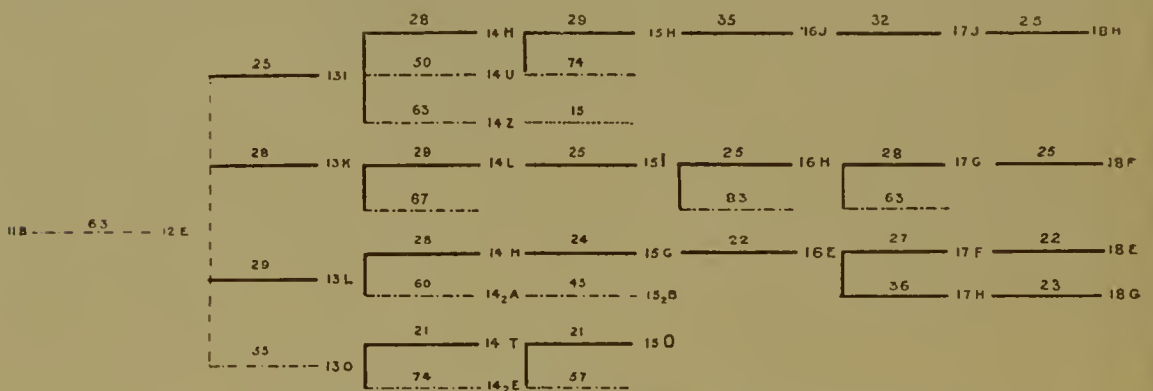 28 29 35 32 25
14 M 15 H 16 J 17 J 18 H
25 50 74
13 I 14 U
63 15
14 Z
28 29 25 25 28 25
13 K 14 L 15 I 16 H 17 G 18 F
67 83 63
63
11 B 12 E
28 24 22 27 22
14 M 15 G 16 E 17 F 18 E
29 60 45 36 23
13 L 14₂A 15₂B 17 H 18 G
21 21
14 T 15 O
55 74 57
13 O 14₂E